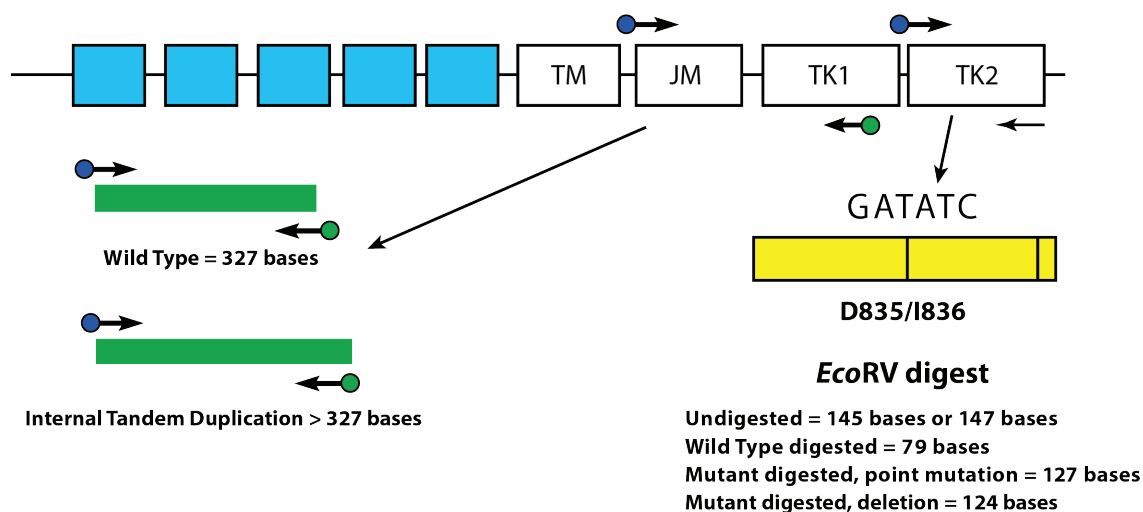 TM
JM
TK1
TK2
GATATC
Wild Type = 327 bases
D835/I836
EcoRV digest
Internal Tandem Duplication > 327 bases
Undigested = 145 bases or 147 bases
Wild Type digested = 79 bases
Mutant digested, point mutation = 127 bases
Mutant digested, deletion = 124 bases